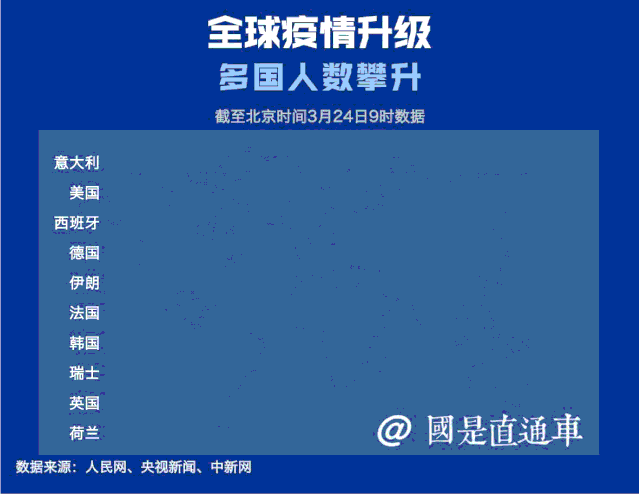 全球疫情升级
多国人数攀升
截至北京时间3月24日9时数据
意大利
美国
西班牙
德国
伊朗
法国
韩国
瑞士
英国
荷兰
@ 國是直通車
数据来源：人民网、央视新闻、中新网